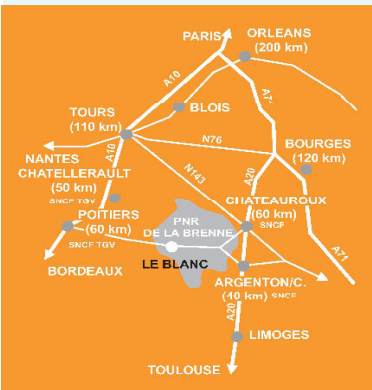 PARIS
ORLEANS
(200 km)
A10
A7
BLOIS
TOURS
(110 km)
N76
BOURGES
(120 km)
A10
NANTES
CHATELLERAULT
(50 km)
SNCF TGV
N143
A20
CHATEAUROUX
(60 km)
SNCF
POITIERS
(60 km)
SNCF TGV
PNR
DE LA BRENNE
LE BLANC
BORDEAUX
ARGENTON/C.
(40 km) SNCF
A71
A20
LIMOGES
TOULOUSE